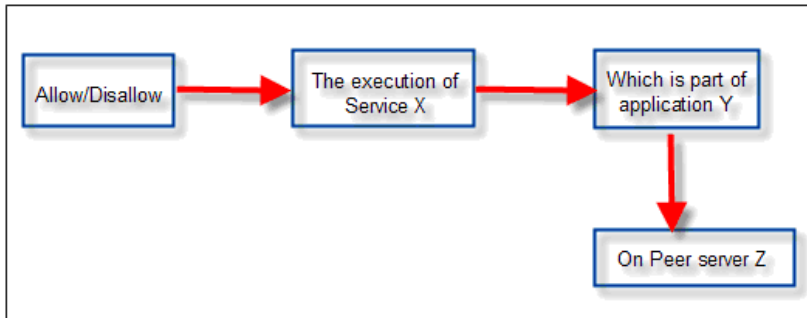 Allow/Disallow
The execution of
Service X
Which is part of
application Y
On Peer server Z